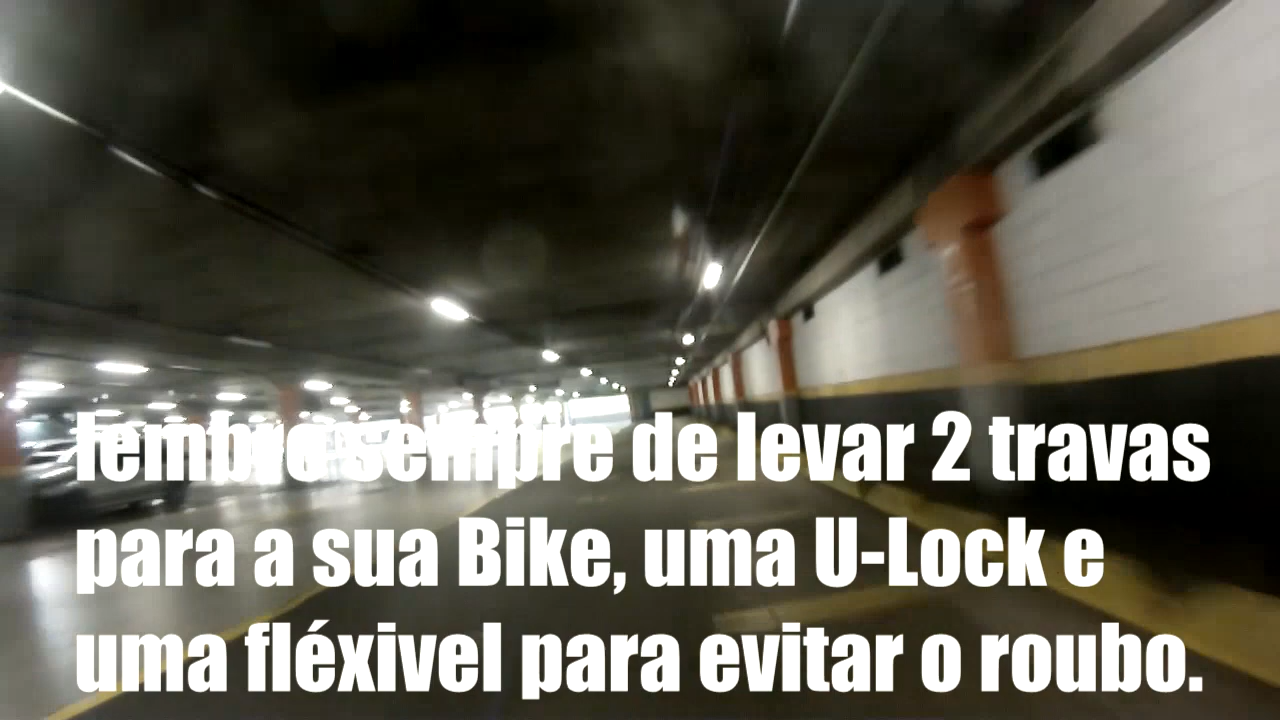 lembre sempre de levar 2 travas
para a sua Bike, uma U-Lock e
uma fléxivel para evitar o roubo.